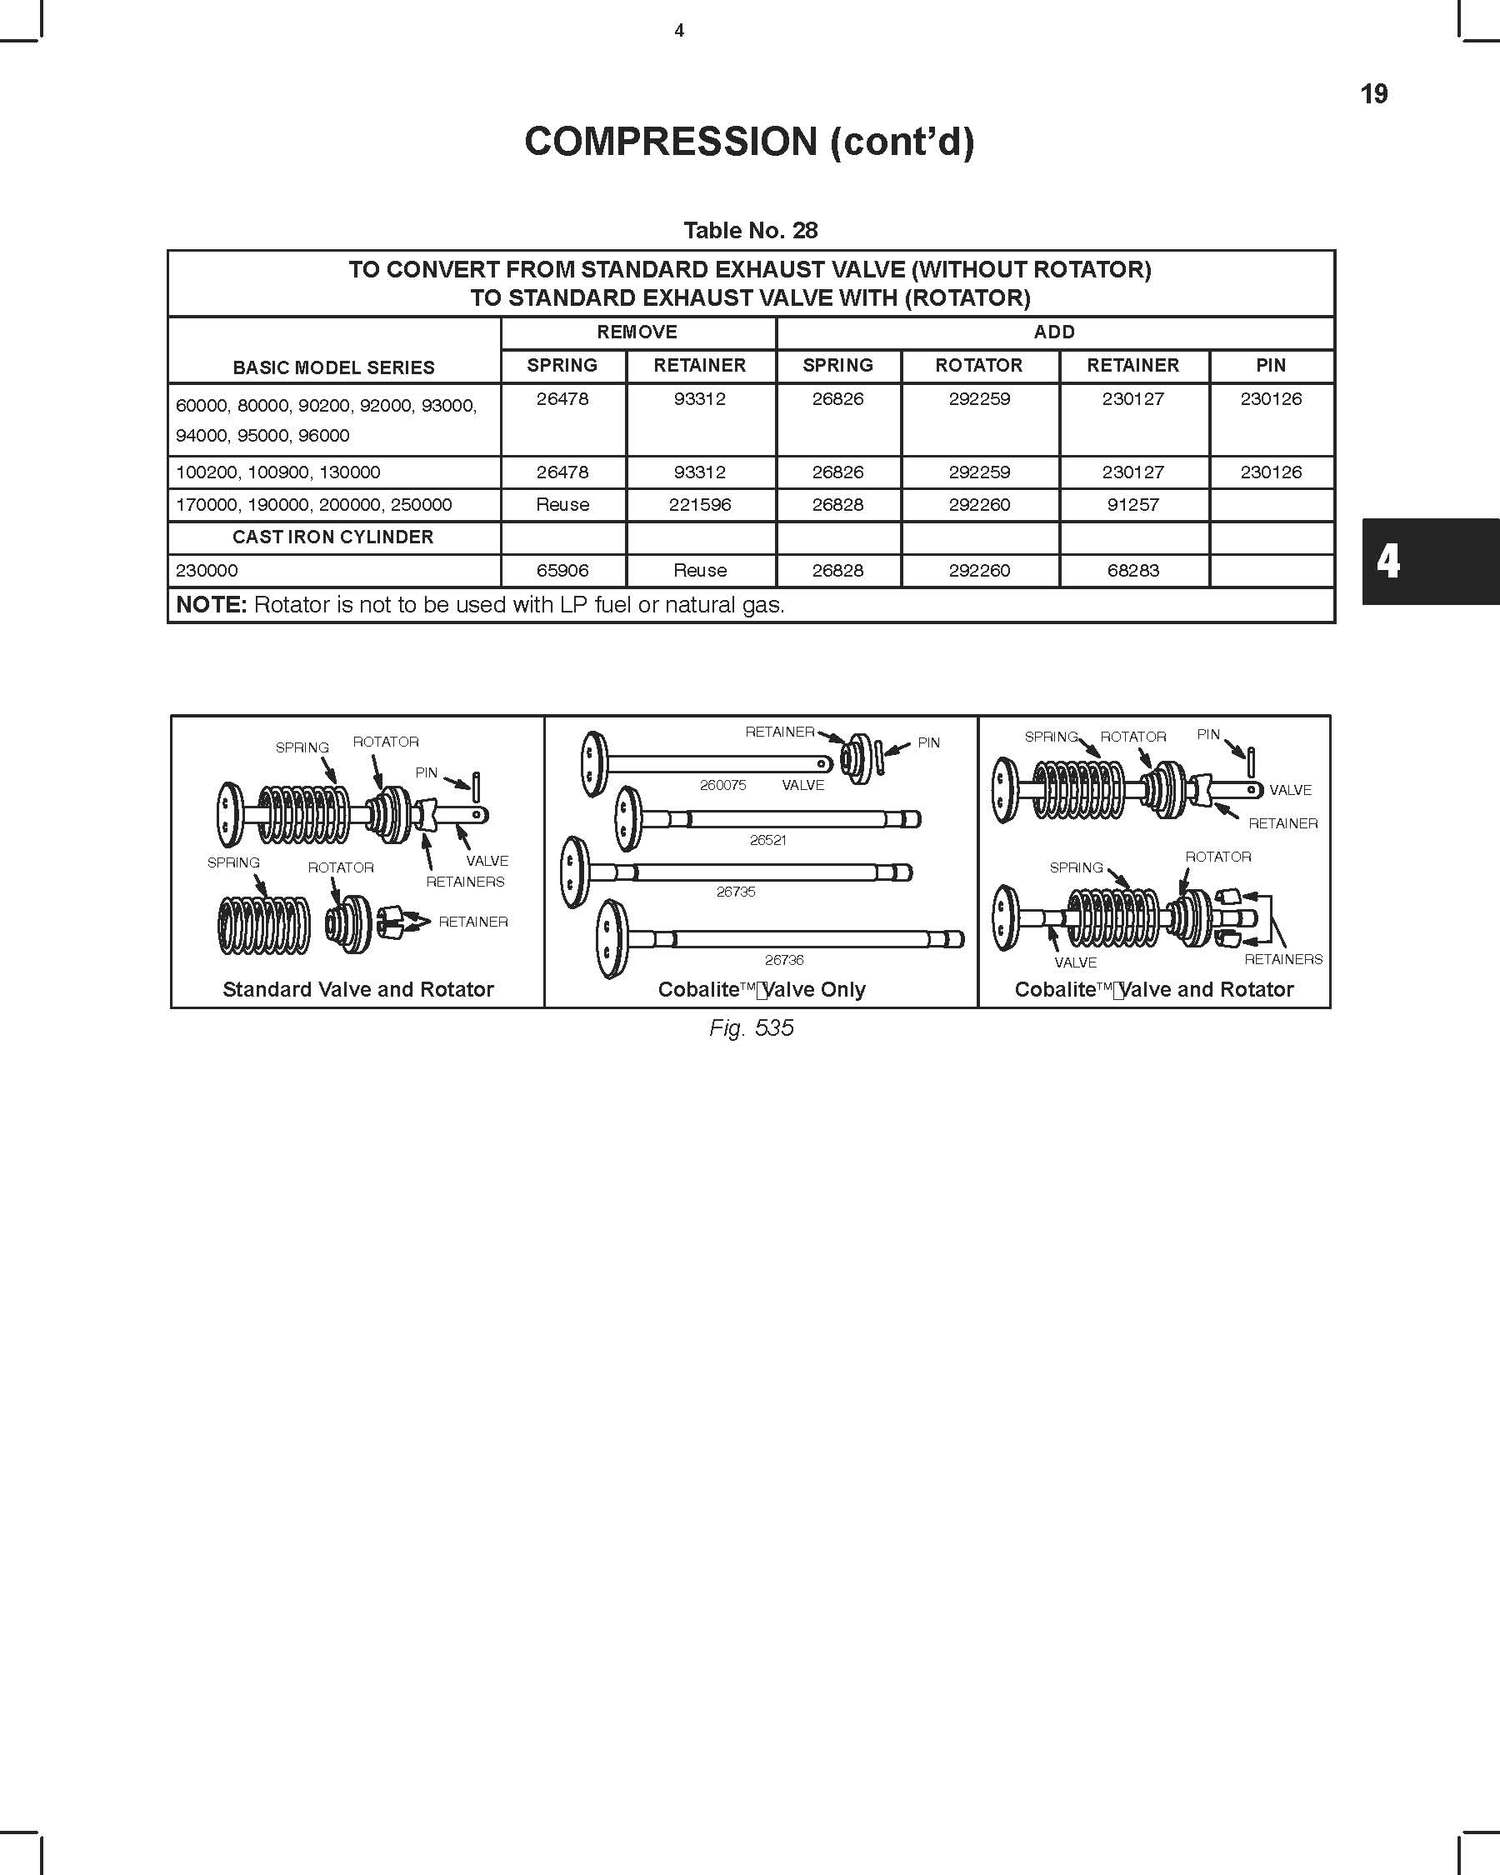 4
19
COMPRESSION (cont’d)
Table No. 28
TO CONVERT FROM STANDARD EXHAUST VALVE (WITHOUT ROTATOR)
TO STANDARD EXHAUST VALVE WITH (ROTATOR)
REMOVE ADD
BASIC MODEL SERIES SPRING RETAINER SPRING ROTATOR RETAINER PIN
60000, 80000, 90200, 92000, 93000, 26478 93312 26826 292259 230127 230126
94000, 95000, 96000
100200, 100900, 130000 26478 93312 26826 292259 230127 230126
170000, 190000, 200000, 250000 Reuse 221596 26828 292260 91257
CAST IRON CYLINDER
230000 65906 Reuse 26828 292260 68283
NOTE: Rotator is not to be used with LP fuel or natural gas.
4
SPRING ROTATOR
PIN
VALVE
RETAINERS
SPRING ROTATOR
RETAINER
Standard Valve and Rotator
RETAINER PIN
260075 VALVE
26521
26735
26736
Cobalite™ Valve Only
SPRING ROTATOR PIN
VALVE
RETAINER
SPRING ROTATOR
VALVE RETAINERS
Cobalite™ Valve and Rotator
Fig. 535